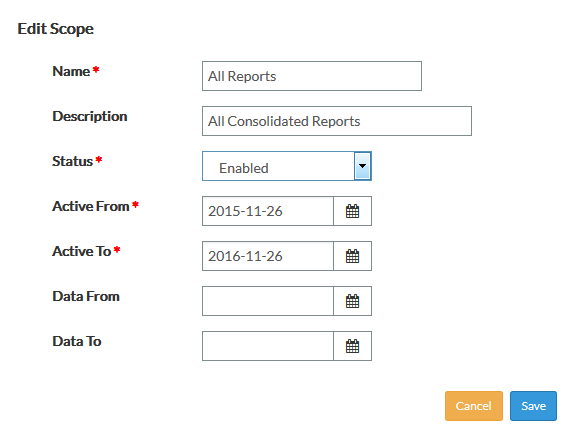 Edit Scope
Name * All Reports
Description All Consolidated Reports
Status * Enabled
Active From * 2015-11-26
Active To * 2016-11-26
Data From
Data To
Cancel Save